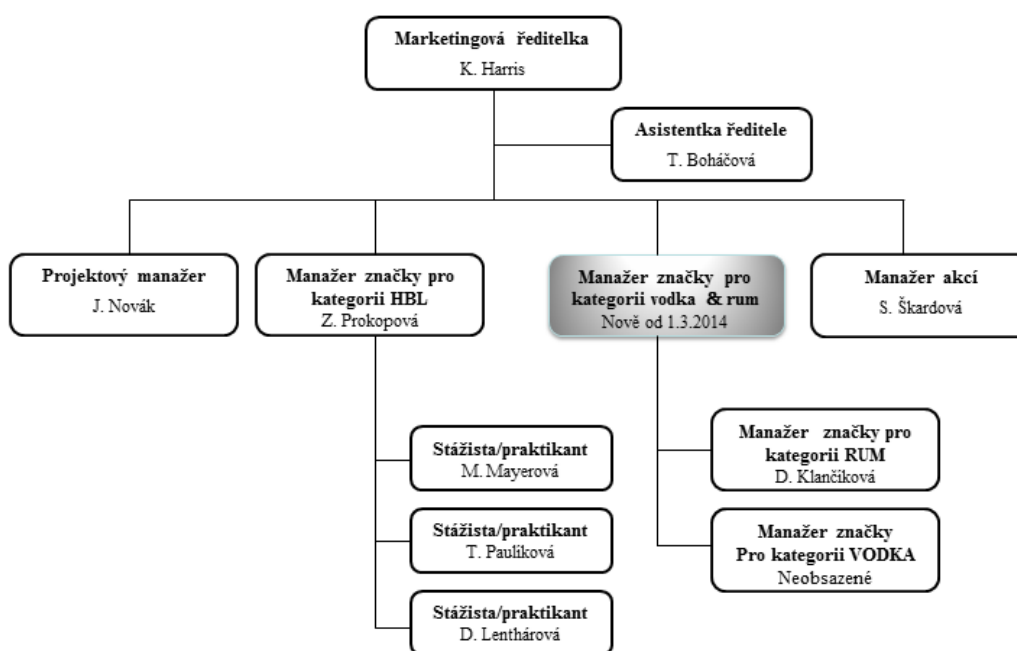 Marketingová ředitelka
K. Harris
Asistentka ředitele
T. Boháčová
Projektový manažer
J. Novák
Manažer značky pro
kategorii HBL
Z. Prokopová
Manažer značky pro
kategorii vodka & rum
Nově od 1.3.2014
Manažer akcí
S. Škardová
Stážista/praktikant
M. Mayerová
Stážista/praktikant
T. Paulíková
Stážista/praktikant
D. Lenthárová
Manažer značky pro
kategorii RUM
D. Klančíková
Manažer značky
Pro kategorii VODKA
Neobsazené